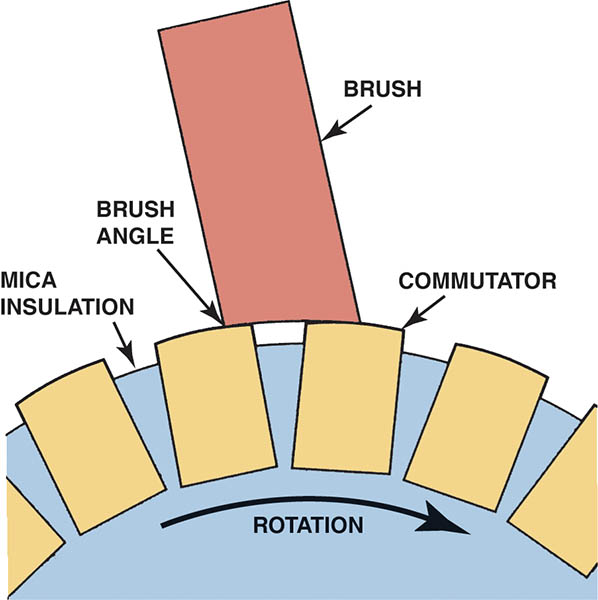 BRUSH
BRUSH
ANGLE
MICA
INSULATION
COMMUTATOR
ROTATION